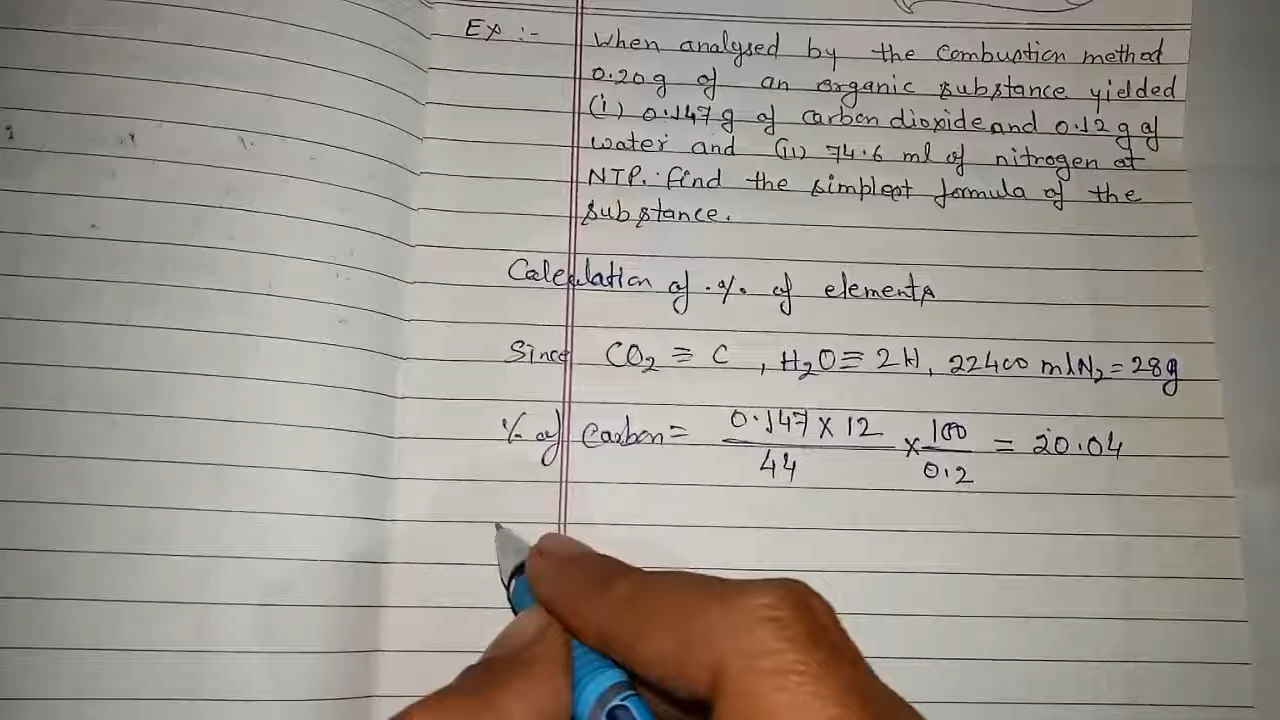 Ex :- When analysed by the combustion method
0.20g of an organic substance yielded
(i) 0.147g of carbon dioxide and 0.12g of
water and (ii) 74.6 ml of nitrogen at
NTP. find the simplest formula of the
substance.
Calculation of % of elements
Since CO₂ ≡ C , H₂O ≡ 2H, 22400 ml N₂ = 28g
% of Carbon = 0.147 × 12 / 44 × 100 / 0.2 = 20.04